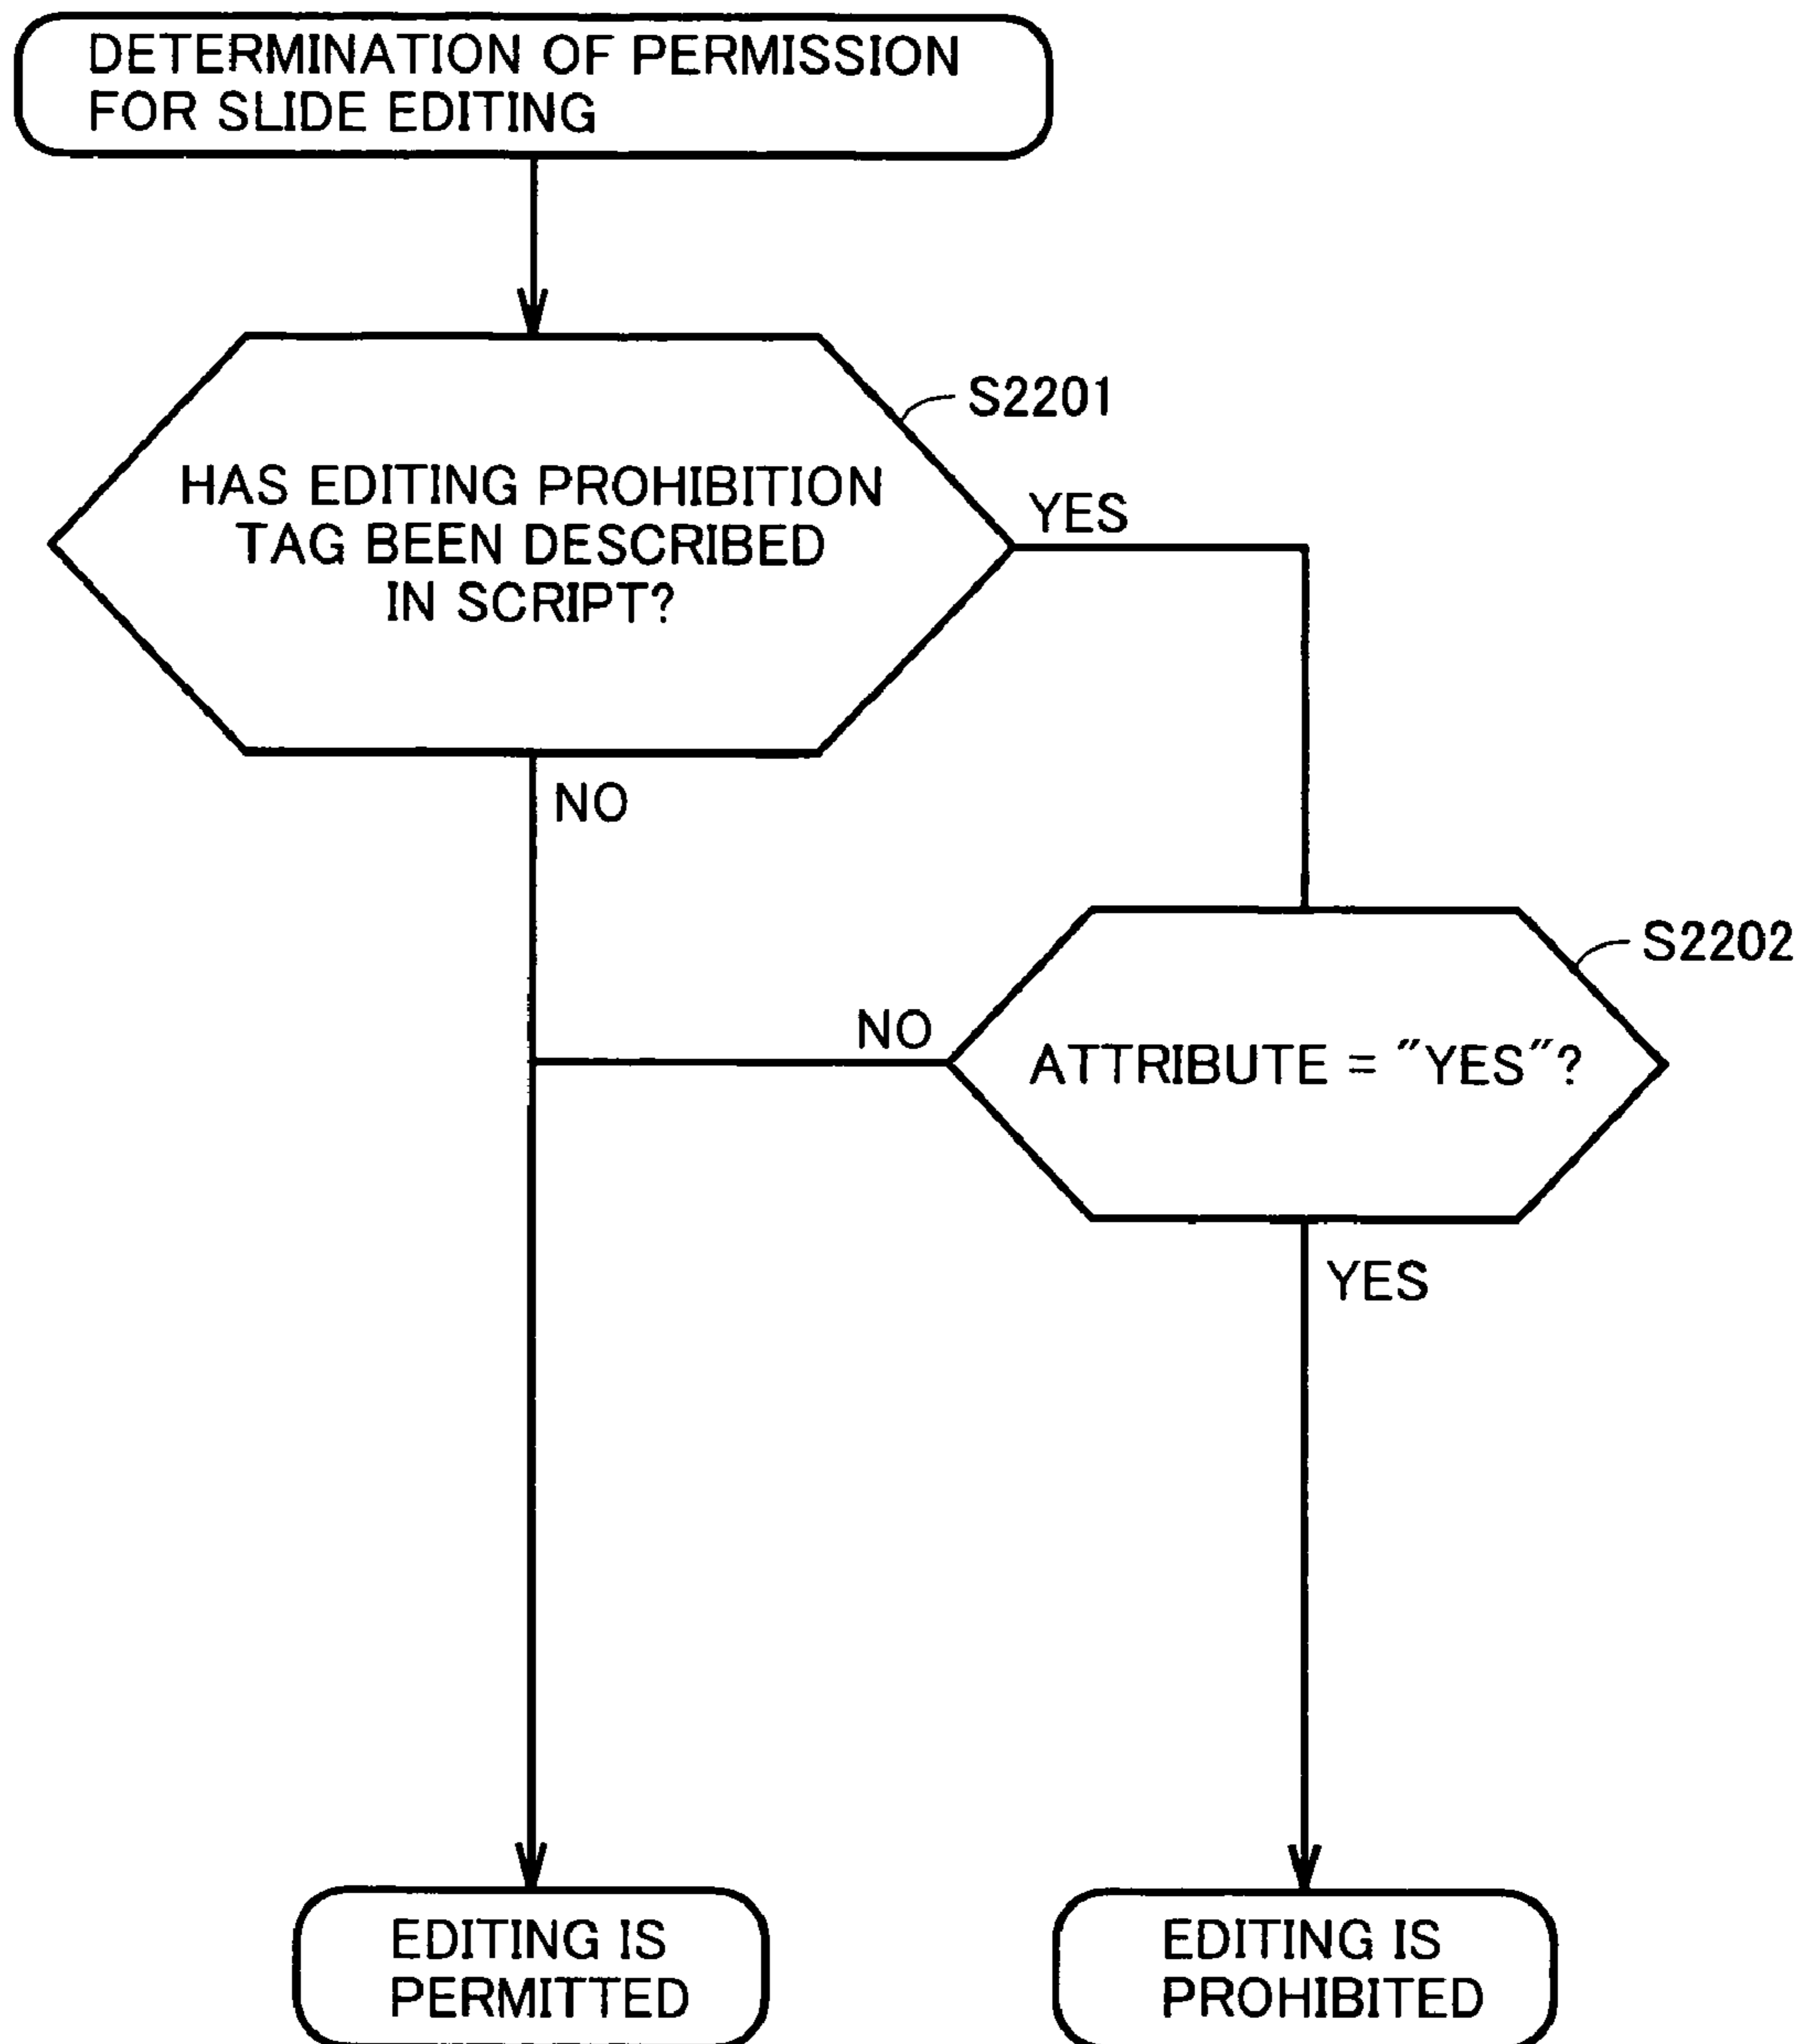 DETERMINATION OF PERMISSION
FOR SLIDE EDITING
S2201
HAS EDITING PROHIBITION
TAG BEEN DESCRIBED
IN SCRIPT?
YES
NO
S2202
NO
ATTRIBUTE = "YES"?
YES
EDITING IS
PERMITTED
EDITING IS
PROHIBITED